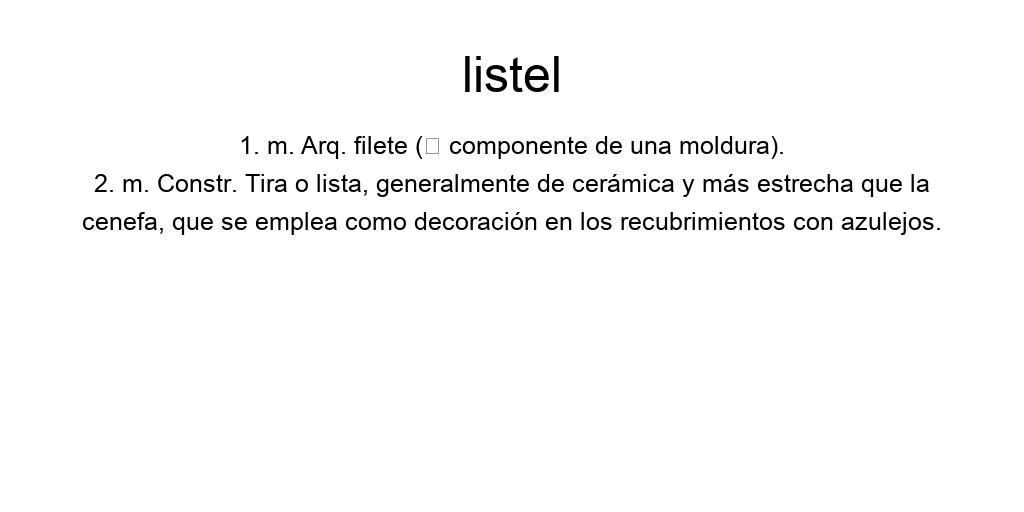 listel
1. m. Arq. filete (□ componente de una moldura).
2. m. Constr. Tira o lista, generalmente de cerámica y más estrecha que la
cenefa, que se emplea como decoración en los recubrimientos con azulejos.